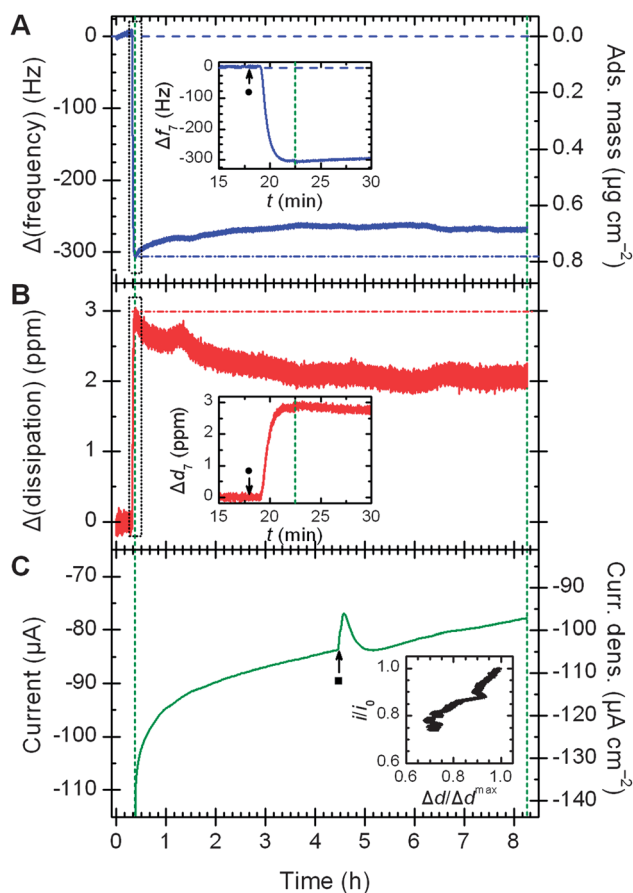 A
Δ(frequency) (Hz)
0
-100
-200
-300
Ads. mass (µg cm⁻²)
0.0
0.2
0.4
0.6
0.8
Δf₇ (Hz)
0
-100
-200
-300
15 20 25 30
t (min)
B
Δ(dissipation) (ppm)
3
2
1
0
Δd₇ (ppm)
3
2
1
0
15 20 25 30
t (min)
C
Current (µA)
-70
-80
-90
-100
-110
Curr. dens. (µA cm⁻²)
-90
-100
-110
-120
-130
-140
i/i₀
1.0
0.8
0.6
0.6 0.8 1.0
Δd/Δdᵐᵃˣ
0 1 2 3 4 5 6 7 8
Time (h)